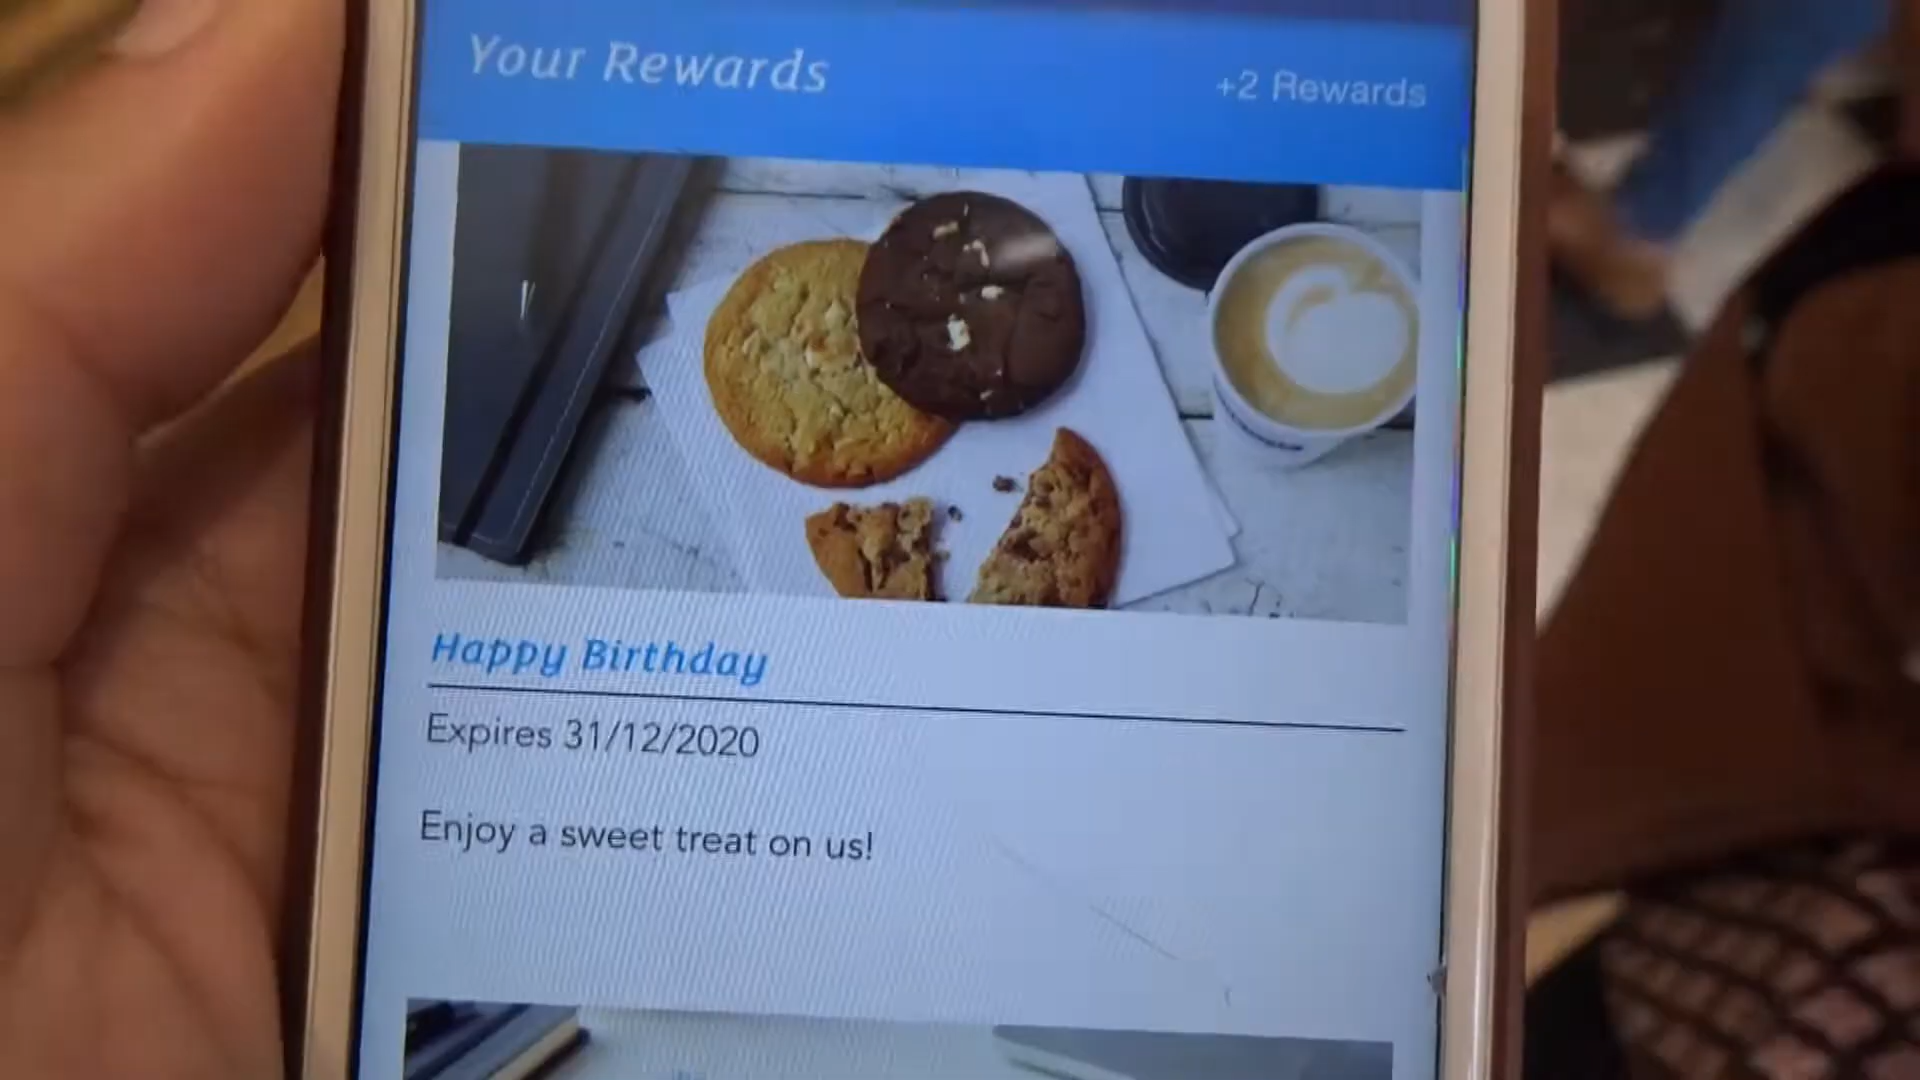 Your Rewards
+2 Rewards
Happy Birthday
Expires 31/12/2020
Enjoy a sweet treat on us!